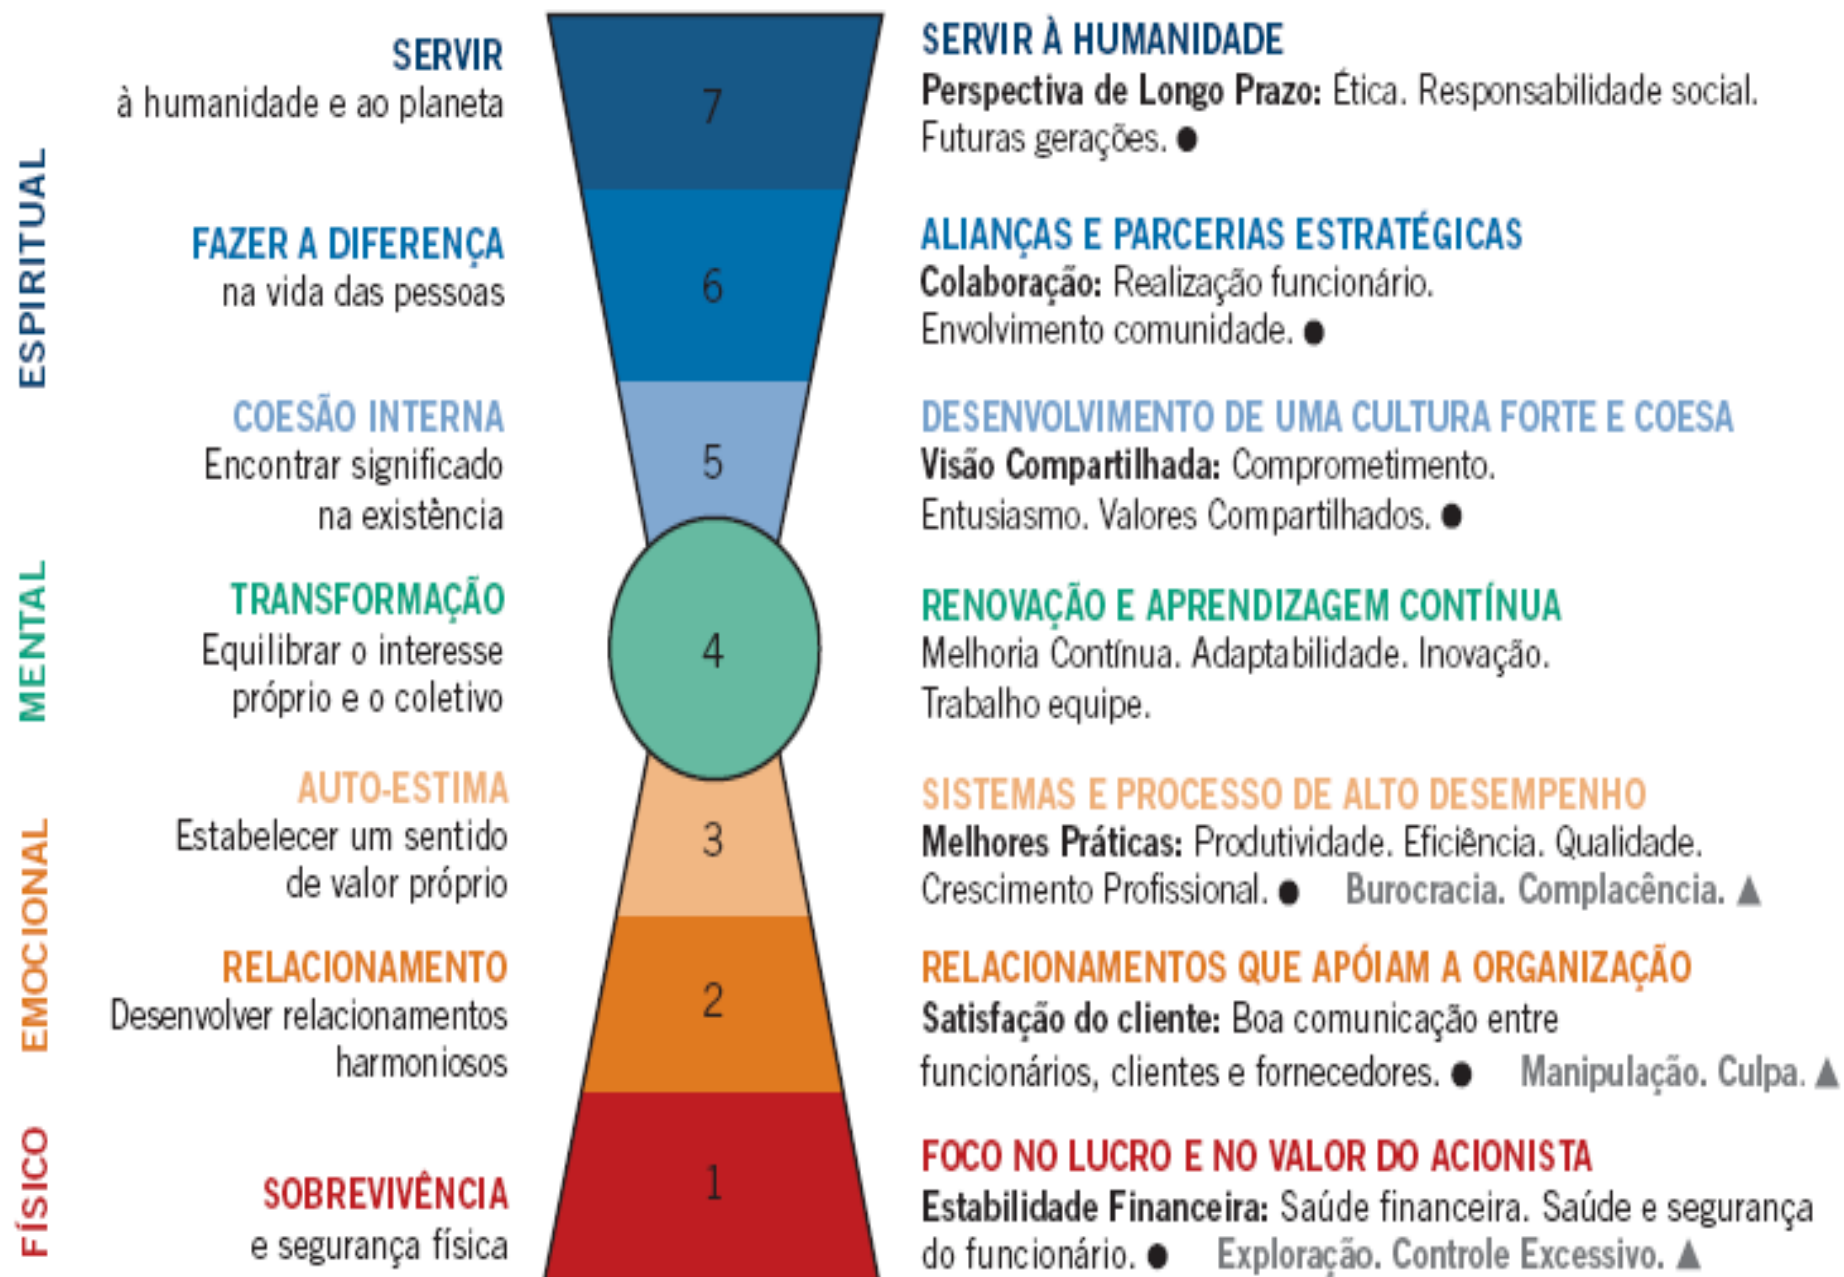 ESPIRITUAL
SERVIR
à humanidade e ao planeta
7
SERVIR À HUMANIDADE
Perspectiva de Longo Prazo: Ética. Responsabilidade social.
Futuras gerações. ●
FAZER A DIFERENÇA
na vida das pessoas
6
ALIANÇAS E PARCERIAS ESTRATÉGICAS
Colaboração: Realização funcionário.
Envolvimento comunidade. ●
COESÃO INTERNA
Encontrar significado
na existência
5
DESENVOLVIMENTO DE UMA CULTURA FORTE E COESA
Visão Compartilhada: Comprometimento.
Entusiasmo. Valores Compartilhados. ●
MENTAL
TRANSFORMAÇÃO
Equilibrar o interesse
próprio e o coletivo
4
RENOVAÇÃO E APRENDIZAGEM CONTÍNUA
Melhoria Contínua. Adaptabilidade. Inovação.
Trabalho equipe.
EMOCIONAL
AUTO-ESTIMA
Estabelecer um sentido
de valor próprio
3
SISTEMAS E PROCESSO DE ALTO DESEMPENHO
Melhores Práticas: Produtividade. Eficiência. Qualidade.
Crescimento Profissional. ● Burocracia. Complacência. ▲
RELACIONAMENTO
Desenvolver relacionamentos
harmoniosos
2
RELACIONAMENTOS QUE APÓIAM A ORGANIZAÇÃO
Satisfação do cliente: Boa comunicação entre
funcionários, clientes e fornecedores. ● Manipulação. Culpa. ▲
FÍSICO
SOBREVIVÊNCIA
e segurança física
1
FOCO NO LUCRO E NO VALOR DO ACIONISTA
Estabilidade Financeira: Saúde financeira. Saúde e segurança
do funcionário. ● Exploração. Controle Excessivo. ▲